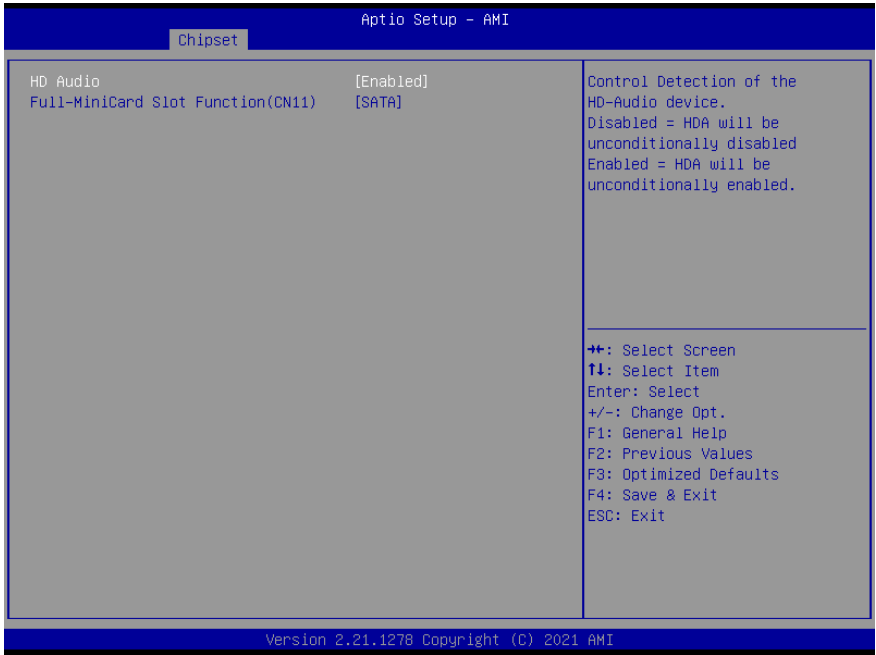 Aptio Setup – AMI
Chipset
HD Audio [Enabled]
Full-MiniCard Slot Function(CN11) [SATA]
Control Detection of the
HD-Audio device.
Disabled = HDA will be
unconditionally disabled
Enabled = HDA will be
unconditionally enabled.
→←: Select Screen
↑↓: Select Item
Enter: Select
+/-: Change Opt.
F1: General Help
F2: Previous Values
F3: Optimized Defaults
F4: Save & Exit
ESC: Exit
Version 2.21.1278 Copyright (C) 2021 AMI